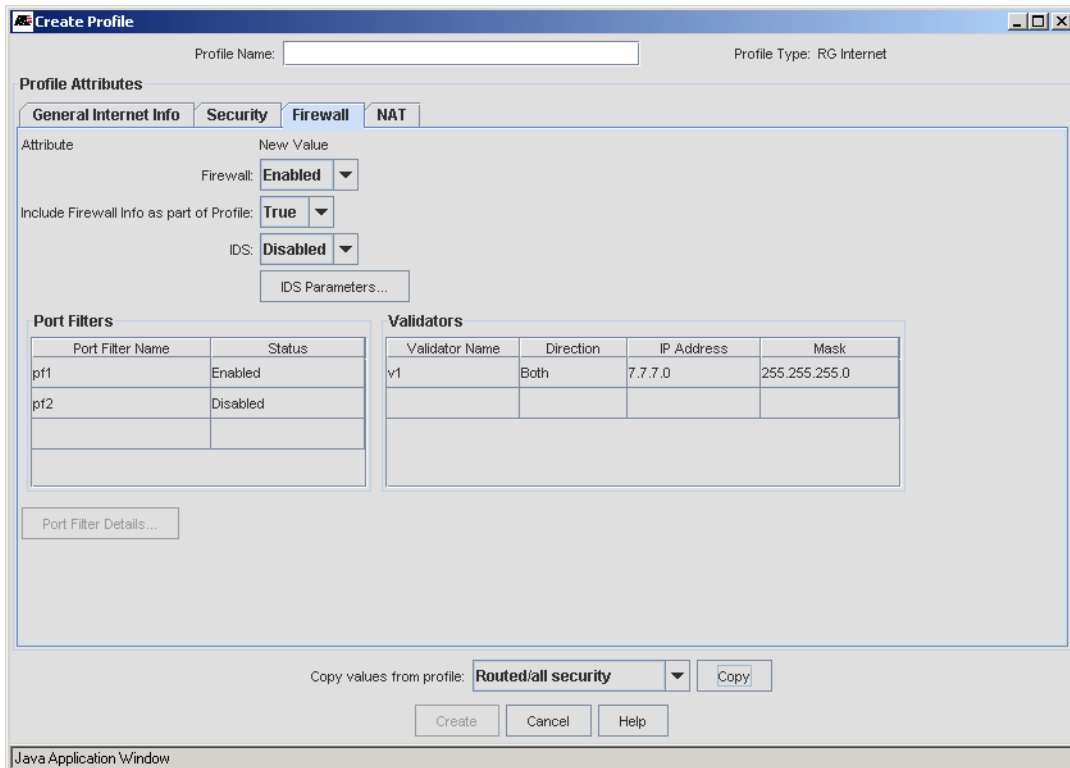 Create Profile
Profile Name:
Profile Type: RG Internet
Profile Attributes
General Internet Info Security Firewall NAT
Attribute New Value
Firewall: Enabled
Include Firewall Info as part of Profile: True
IDS: Disabled
IDS Parameters...
Port Filters Validators
Port Filter Name Status Validator Name Direction IP Address Mask
pf1 Enabled v1 Both 7.7.7.0 255.255.255.0
pf2 Disabled
Port Filter Details...
Copy values from profile: Routed/all security Copy
Create Cancel Help
Java Application Window